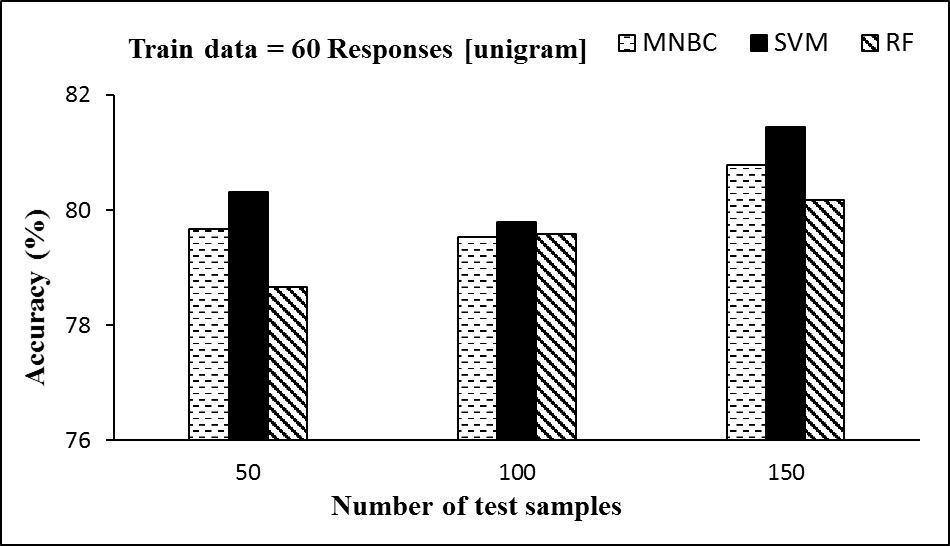 Train data = 60 Responses [unigram]
MNBC SVM RF
82
80
78
76
Accuracy (%)
50 100 150
Number of test samples